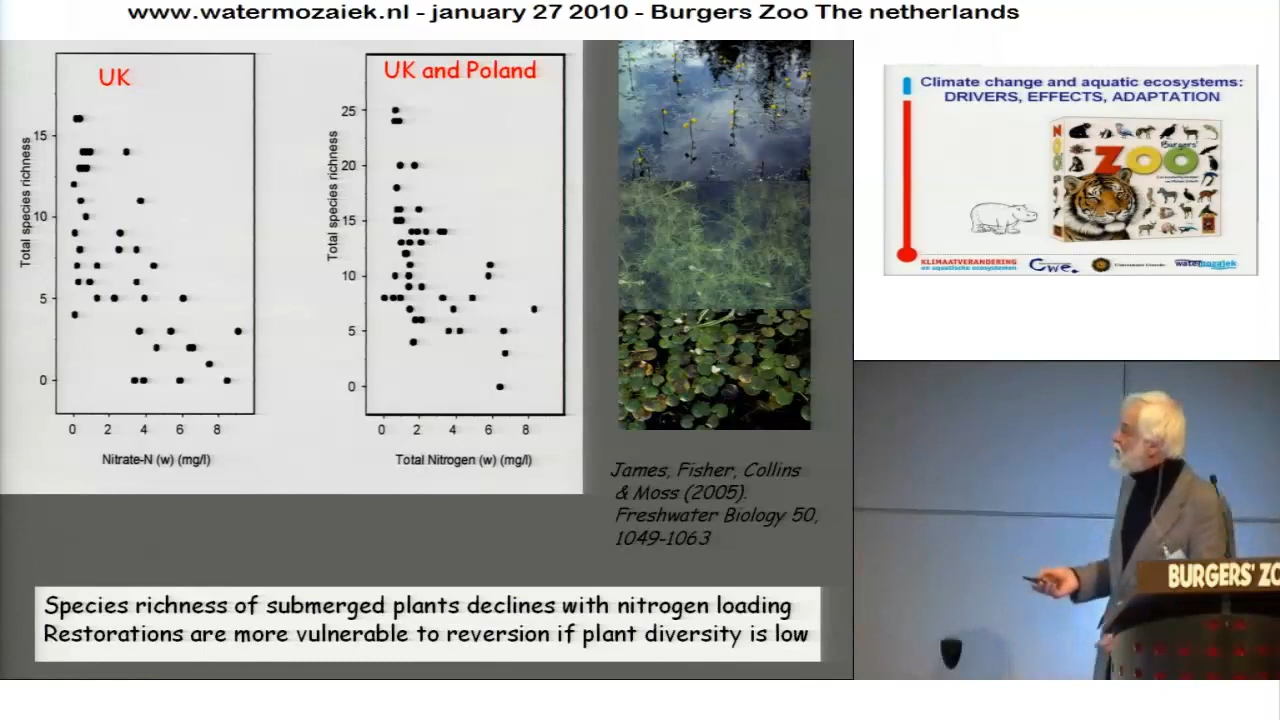 www.watermozaiek.nl - january 27 2010 - Burgers Zoo The netherlands
UK
Total species richness
15
10
5
0
0 2 4 6 8
Nitrate-N (w) (mg/l)
UK and Poland
Total species richness
25
20
15
10
5
0
0 2 4 6 8
Total Nitrogen (w) (mg/l)
James, Fisher, Collins
& Moss (2005).
Freshwater Biology 50,
1049-1063
Species richness of submerged plants declines with nitrogen loading
Restorations are more vulnerable to reversion if plant diversity is low
Climate change and aquatic ecosystems:
DRIVERS, EFFECTS, ADAPTATION
Burgers'
ZOO
KLIMAATVERANDERING
en aquatische ecosystemen
watermozaiek
BURGERS' ZO